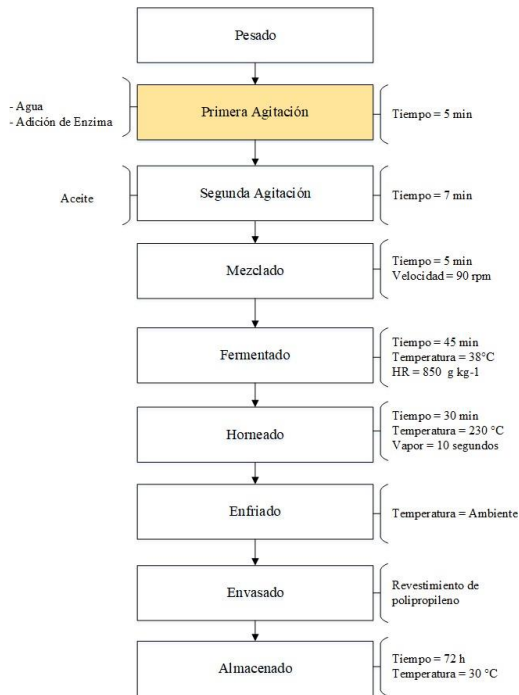 Pesado
- Agua
- Adición de Enzima
Primera Agitación
Tiempo = 5 min
Aceite
Segunda Agitación
Tiempo = 7 min
Mezclado
Tiempo = 5 min
Velocidad = 90 rpm
Fermentado
Tiempo = 45 min
Temperatura = 38°C
HR = 850 g kg-1
Horneado
Tiempo = 30 min
Temperatura = 230 °C
Vapor = 10 segundos
Enfriado
Temperatura = Ambiente
Envasado
Revestimiento de
polipropileno
Almacenado
Tiempo = 72 h
Temperatura = 30 °C